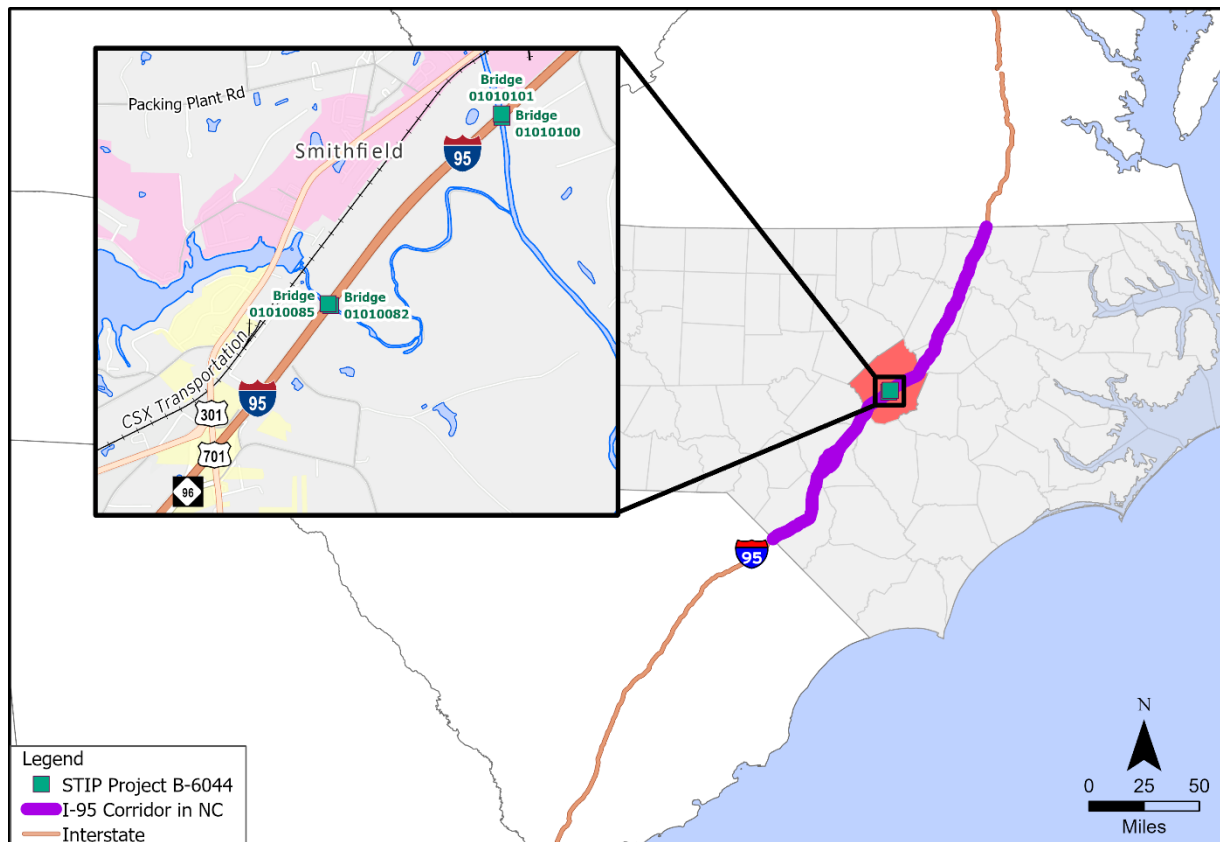 Packing Plant Rd
Bridge
01010101
Bridge
01010100
Smithfield
95
Bridge
01010085
Bridge
01010082
CSX Transportation
95
301
701
96
95
N
0 25 50
Miles
Legend
STIP Project B-6044
I-95 Corridor in NC
Interstate